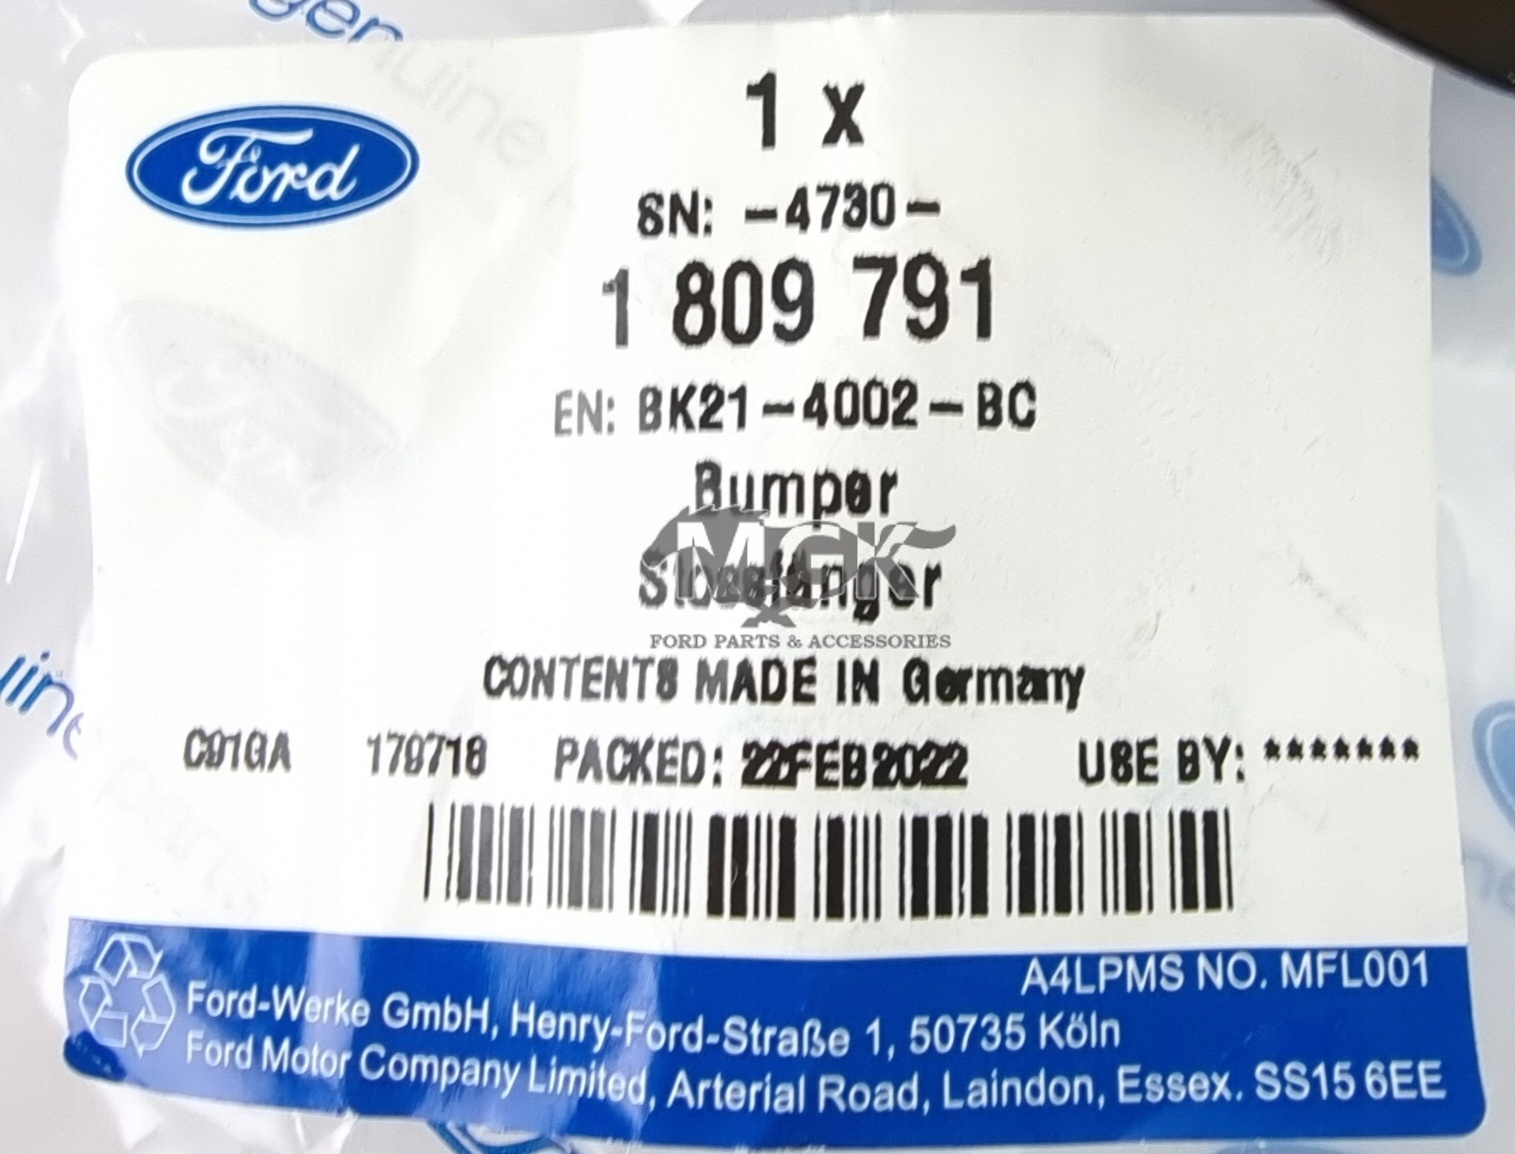 genuine
Ford
1 x
SN: -4730-
1 809 791
EN: BK21-4002-BC
Bumper
Stossfänger
MGK
FORD PARTS & ACCESSORIES
CONTENTS MADE IN Germany
C91GA 179718 PACKED: 22FEB2022 USE BY: *******
A4LPMS NO. MFL001
Ford-Werke GmbH, Henry-Ford-Straße 1, 50735 Köln
Ford Motor Company Limited, Arterial Road, Laindon, Essex. SS15 6EE